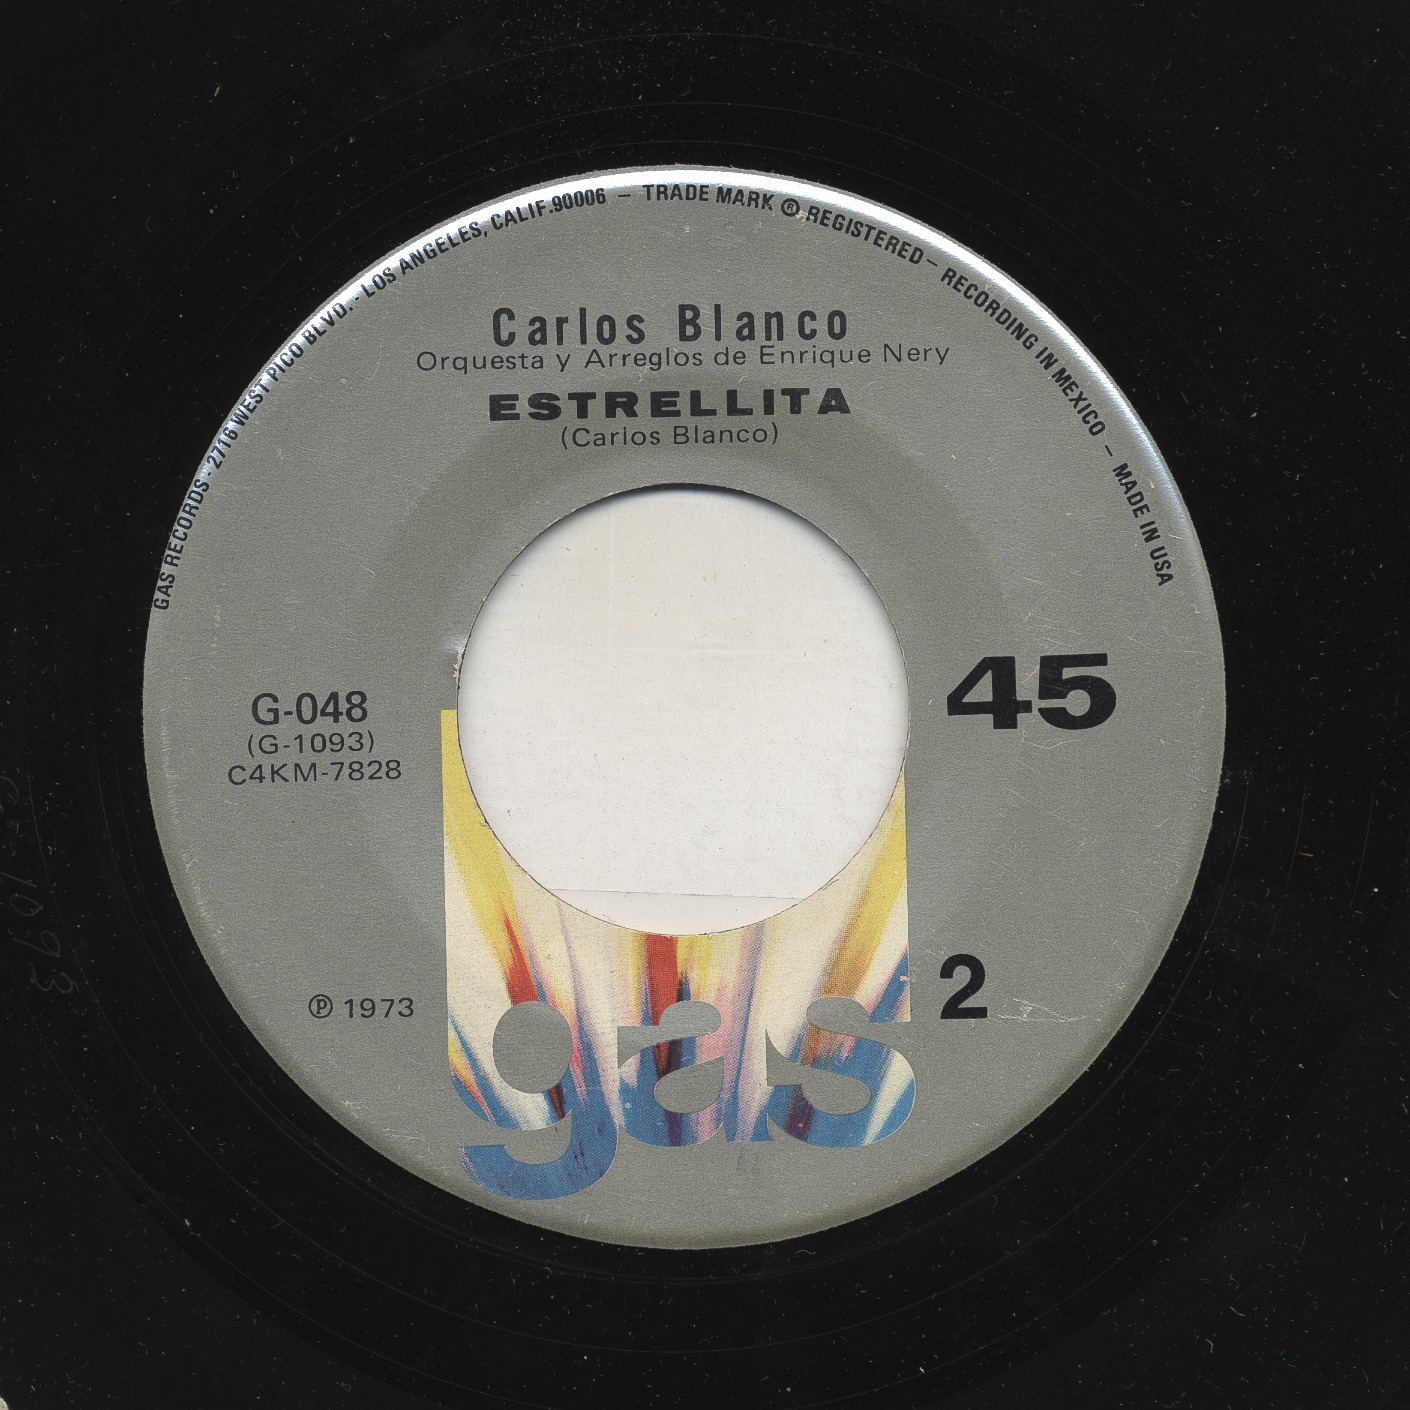 GAS RECORDS - 2716 WEST PICO BLVD. - LOS ANGELES, CALIF. 90006 – TRADE MARK ® REGISTERED – RECORDING IN MEXICO – MADE IN USA
Carlos Blanco
Orquesta y Arreglos de Enrique Nery
ESTRELLITA
(Carlos Blanco)
G-048
(G-1093)
C4KM-7828
45
℗ 1973
2
gas